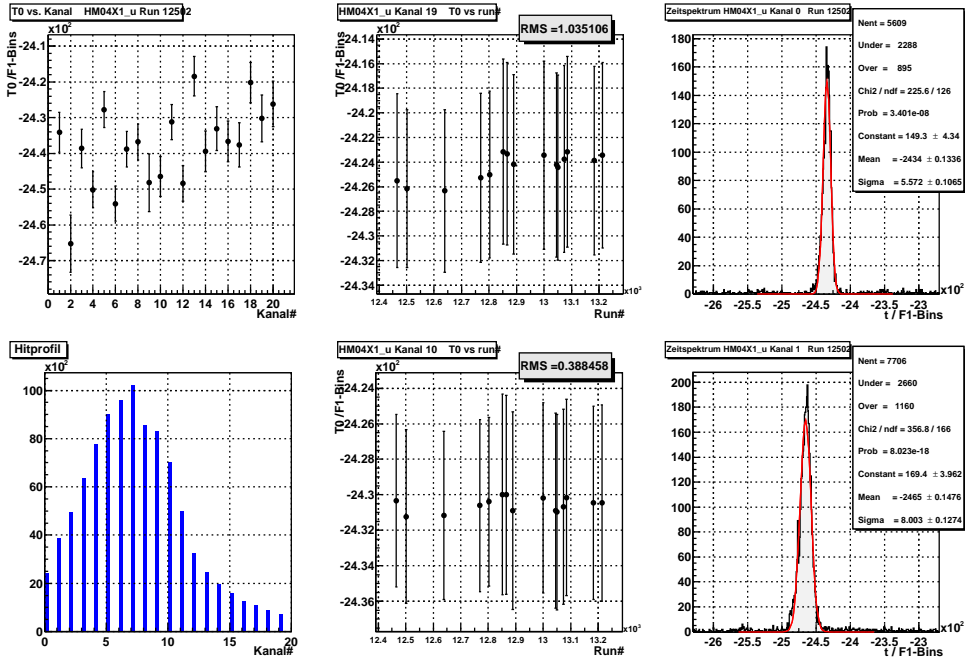 T0 vs. Kanal HM04X1_u Run 12502
×10²
T0 /F1-Bins
-24.1
-24.2
-24.3
-24.4
-24.5
-24.6
-24.7
0 2 4 6 8 10 12 14 16 18 20
Kanal#
HM04X1_u Kanal 19 T0 vs run#
RMS =1.035106
×10²
T0 /F1-Bins
-24.12
-24.14
-24.16
-24.18
-24.2
-24.22
-24.24
-24.26
-24.28
-24.3
-24.32
-24.34
12.4 12.5 12.6 12.7 12.8 12.9 13 13.1 13.2
×10³
Run#
Zeitspektrum HM04X1_u Kanal 0 Run 12502
Nent = 5609
Under = 2288
Over = 895
Chi2 / ndf = 225.6 / 126
Prob = 3.401e-08
Constant = 149.3 ± 4.34
Mean = -2434 ± 0.1336
Sigma = 5.572 ± 0.1065
180
160
140
120
100
80
60
40
20
0
-26 -25.5 -25 -24.5 -24 -23.5 -23
×10²
t / F1-Bins
Hitprofil
×10²
100
80
60
40
20
0
0 5 10 15 20
Kanal#
HM04X1_u Kanal 10 T0 vs run#
RMS =0.388458
×10²
T0 /F1-Bins
-24.24
-24.26
-24.28
-24.3
-24.32
-24.34
-24.36
12.4 12.5 12.6 12.7 12.8 12.9 13 13.1 13.2
×10³
Run#
Zeitspektrum HM04X1_u Kanal 1 Run 12502
Nent = 7706
Under = 2660
Over = 1160
Chi2 / ndf = 356.8 / 166
Prob = 8.023e-18
Constant = 169.4 ± 3.962
Mean = -2465 ± 0.1476
Sigma = 8.003 ± 0.1274
200
180
160
140
120
100
80
60
40
20
0
-26 -25.5 -25 -24.5 -24 -23.5 -23
×10²
t / F1-Bins